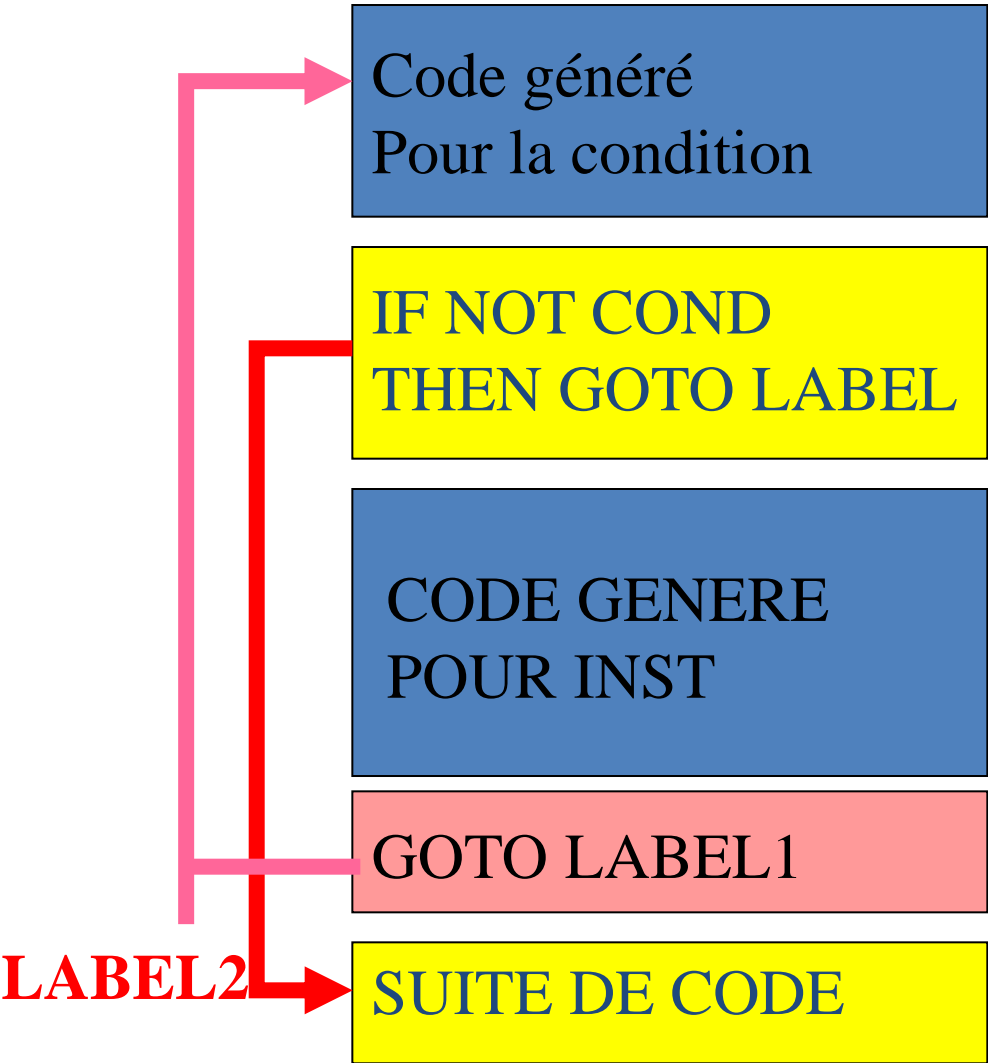 Code généré
Pour la condition
IF NOT COND
THEN GOTO LABEL
CODE GENERE
POUR INST
GOTO LABEL1
LABEL2
SUITE DE CODE